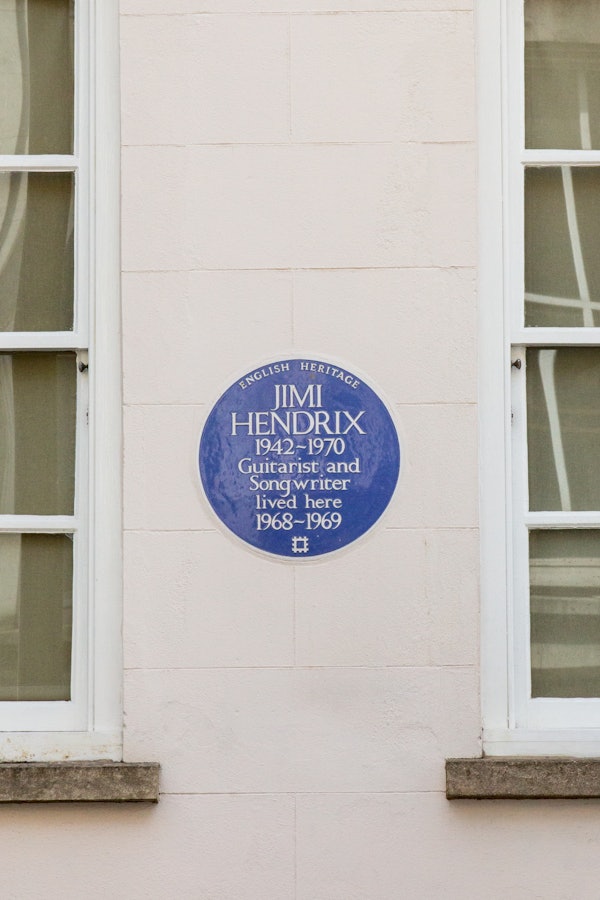 ENGLISH HERITAGE
JIMI
HENDRIX
1942~1970
Guitarist and
Songwriter
lived here
1968~1969